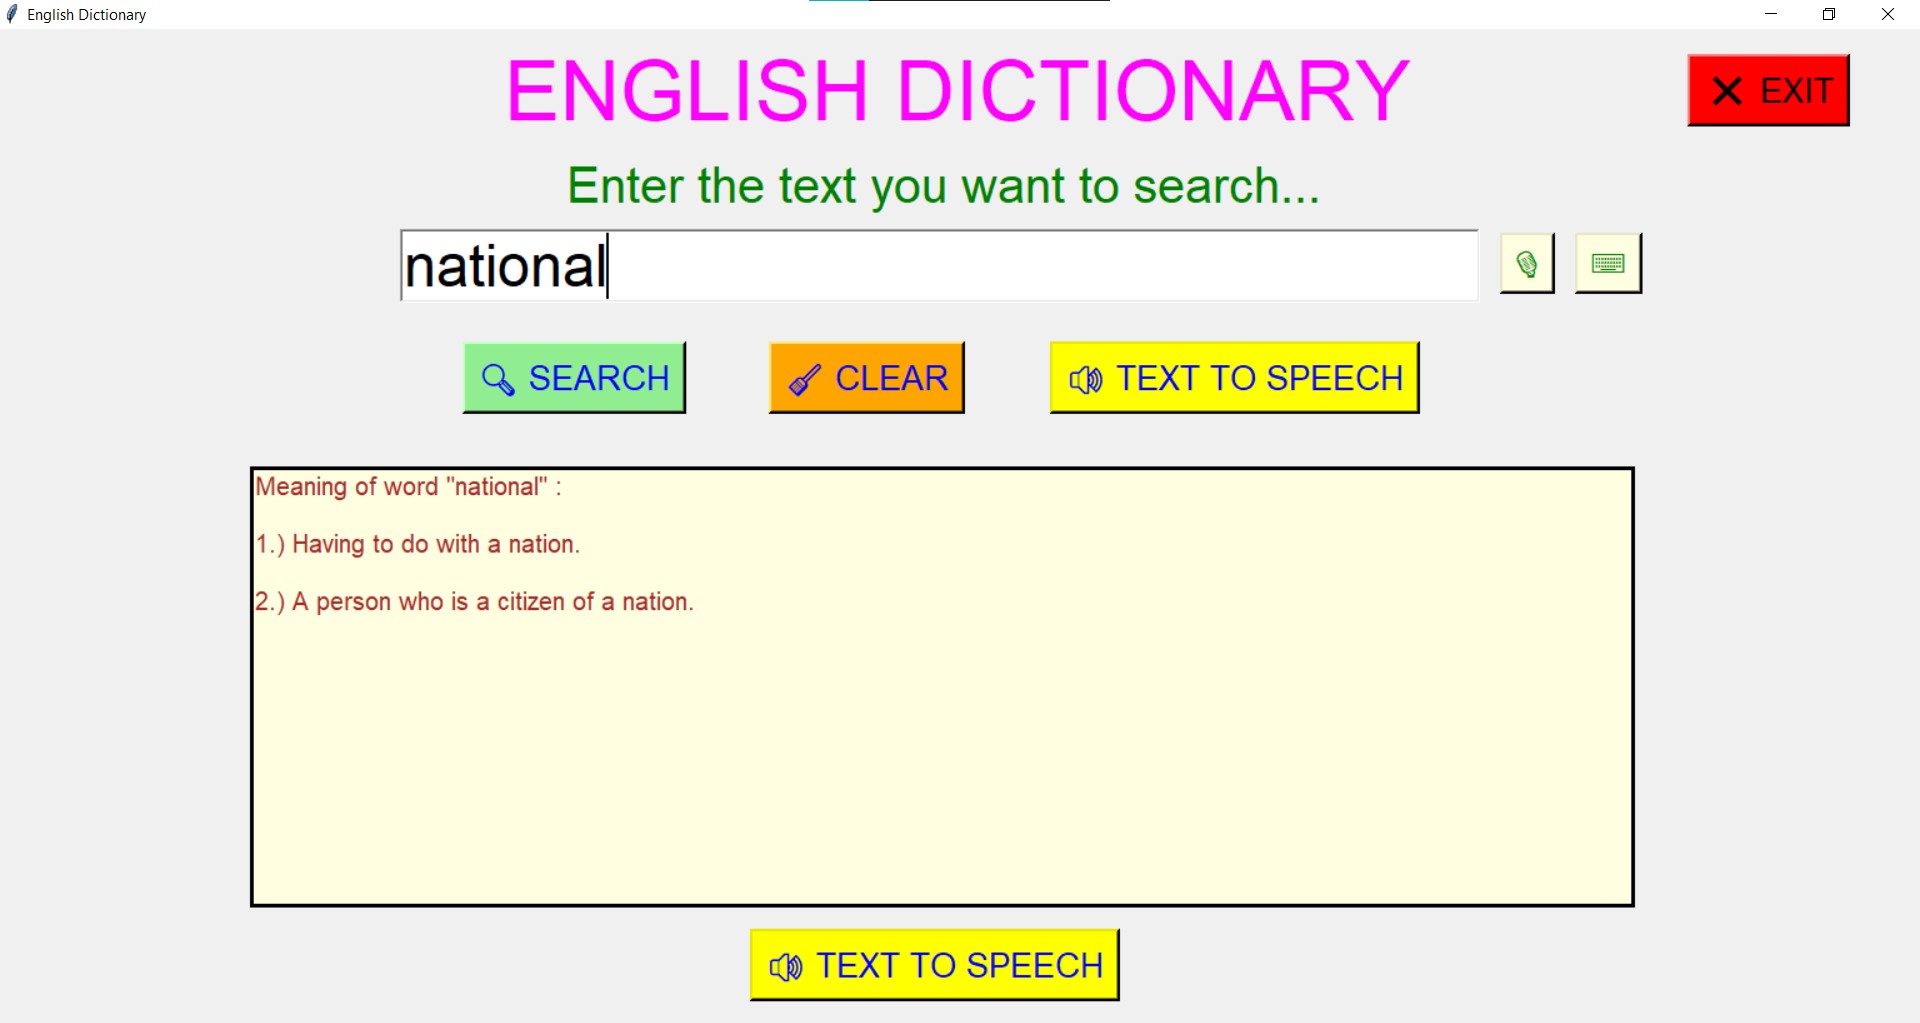 English Dictionary
ENGLISH DICTIONARY
EXIT
Enter the text you want to search...
national
SEARCH
CLEAR
TEXT TO SPEECH
Meaning of word "national" :
1.) Having to do with a nation.
2.) A person who is a citizen of a nation.
TEXT TO SPEECH